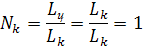 N_k = L_y / L_k = L_k / L_k = 1